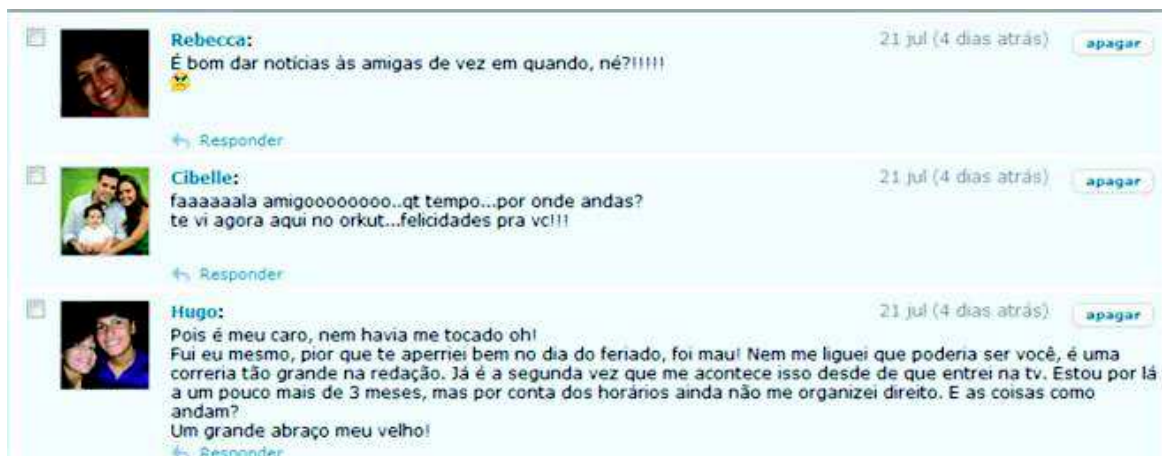 Rebecca: 21 jul (4 dias atrás) apagar
É bom dar notícias às amigas de vez em quando, né?!!!!!
Responder
Cibelle: 21 jul (4 dias atrás) apagar
faaaaaala amigoooooooo..qt tempo...por onde andas?
te vi agora aqui no orkut...felicidades pra vc!!!
Responder
Hugo: 21 jul (4 dias atrás) apagar
Pois é meu caro, nem havia me tocado oh!
Fui eu mesmo, pior que te aperriei bem no dia do feriado, foi mau! Nem me liguei que poderia ser você, é uma
correria tão grande na redação. Já é a segunda vez que me acontece isso desde de que entrei na tv. Estou por lá
a um pouco mais de 3 meses, mas por conta dos horários ainda não me organizei direito. E as coisas como
andam?
Um grande abraço meu velho!
Responder